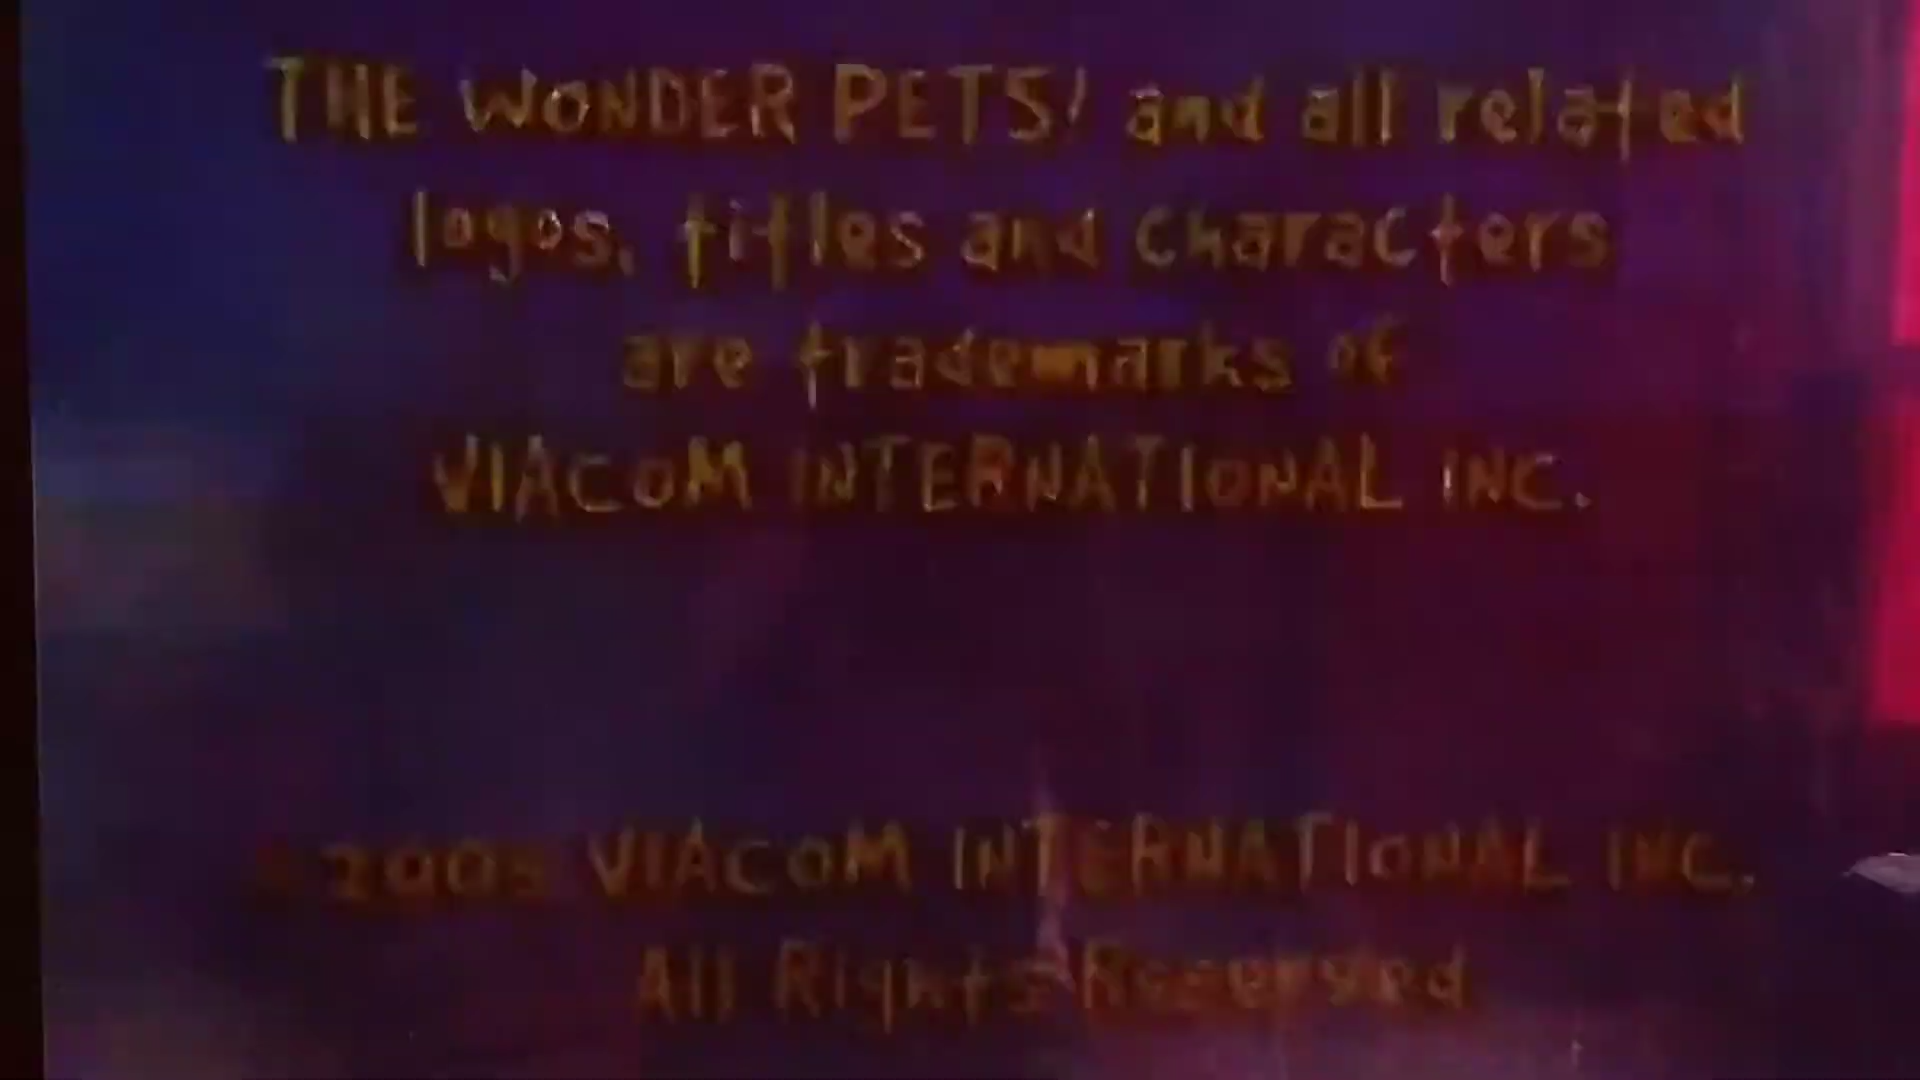 THE WONDER PETS! and all related
logos, titles and characters
are trademarks of
VIACOM INTERNATIONAL INC.
VIACOM INTERNATIONAL INC.
All Rights Reserved